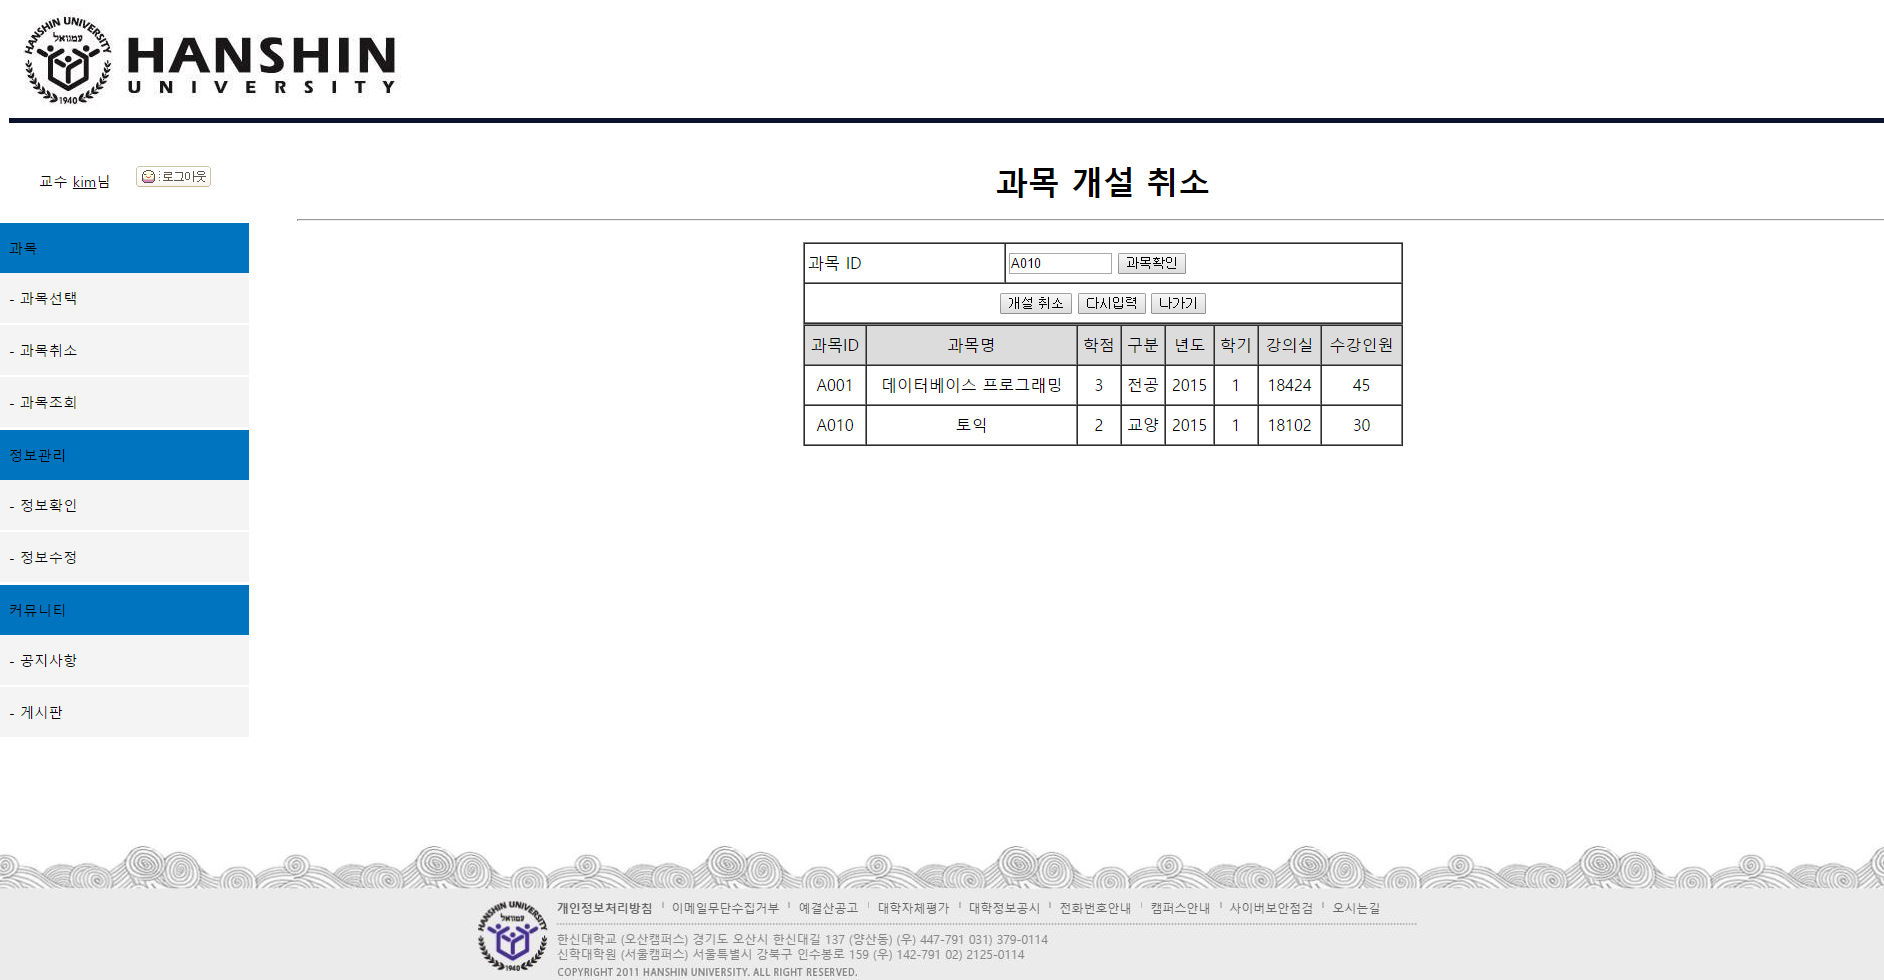 HANSHIN UNIVERSITY
עמנואל
1940
HANSHIN
UNIVERSITY
교수 kim님
로그아웃
과목 개설 취소
과목
- 과목선택
- 과목취소
- 과목조회
정보관리
- 정보확인
- 정보수정
커뮤니티
- 공지사항
- 게시판
과목 ID A010 과목확인
개설 취소 다시입력 나가기
과목ID 과목명 학점 구분 년도 학기 강의실 수강인원
A001 데이터베이스 프로그래밍 3 전공 2015 1 18424 45
A010 토익 2 교양 2015 1 18102 30
HANSHIN UNIVERSITY
עמנואל
1940
개인정보처리방침 이메일무단수집거부 예결산공고 대학자체평가 대학정보공시 전화번호안내 캠퍼스안내 사이버보안점검 오시는길
한신대학교 (오산캠퍼스) 경기도 오산시 한신대길 137 (양산동) (우) 447-791 031) 379-0114
신학대학원 (서울캠퍼스) 서울특별시 강북구 인수봉로 159 (우) 142-791 02) 2125-0114
COPYRIGHT 2011 HANSHIN UNIVERSITY. ALL RIGHT RESERVED.